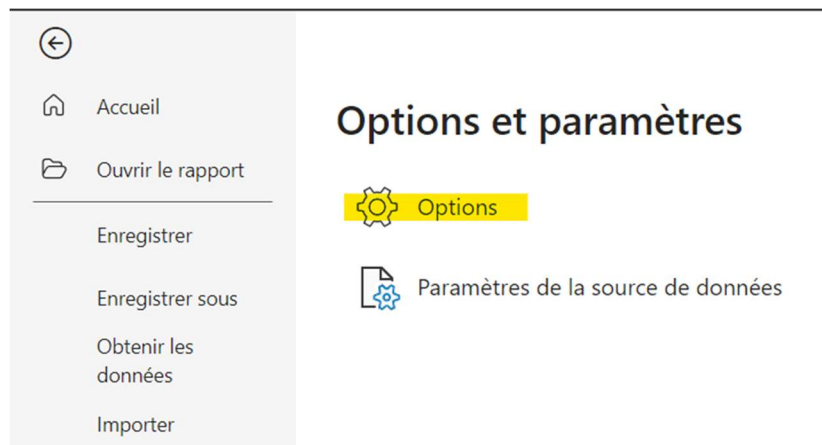 Accueil
Ouvrir le rapport
Enregistrer
Enregistrer sous
Obtenir les
données
Importer
Options et paramètres
Options
Paramètres de la source de données